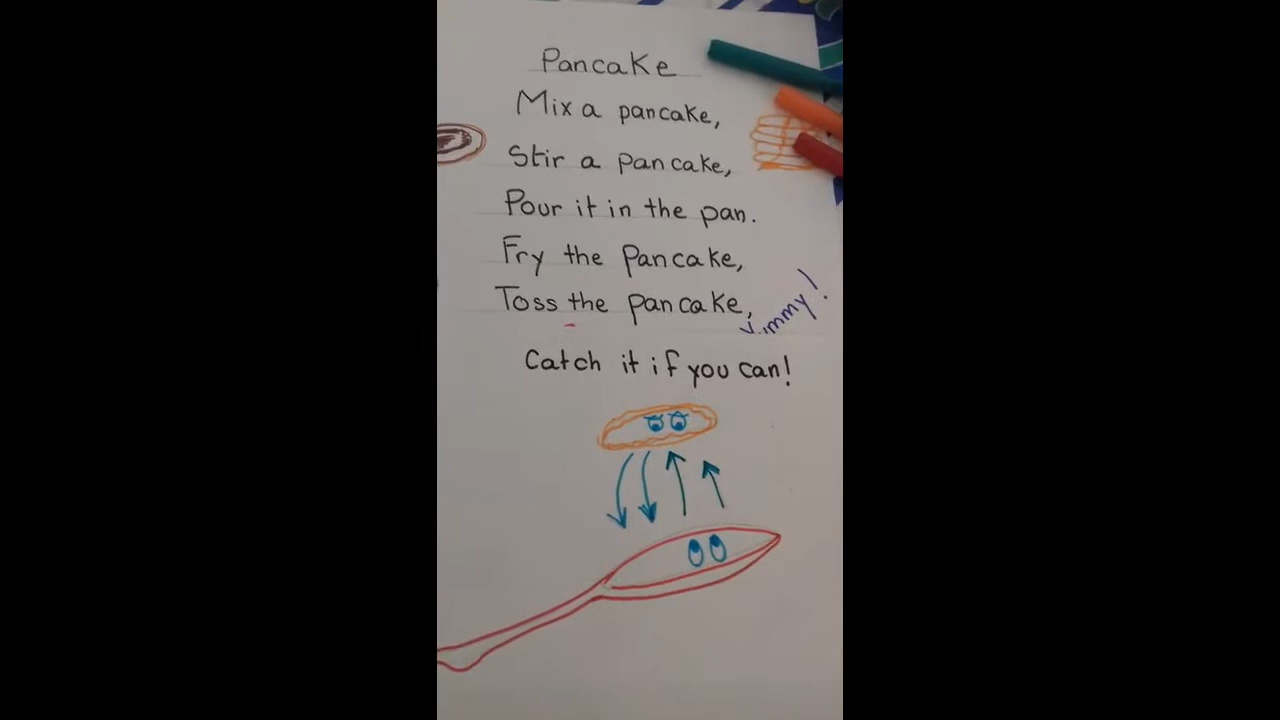 Pancake
Mix a pancake,
Stir a pancake,
Pour it in the pan.
Fry the Pancake,
Toss the pancake,
Yimmy!
Catch it if you can!